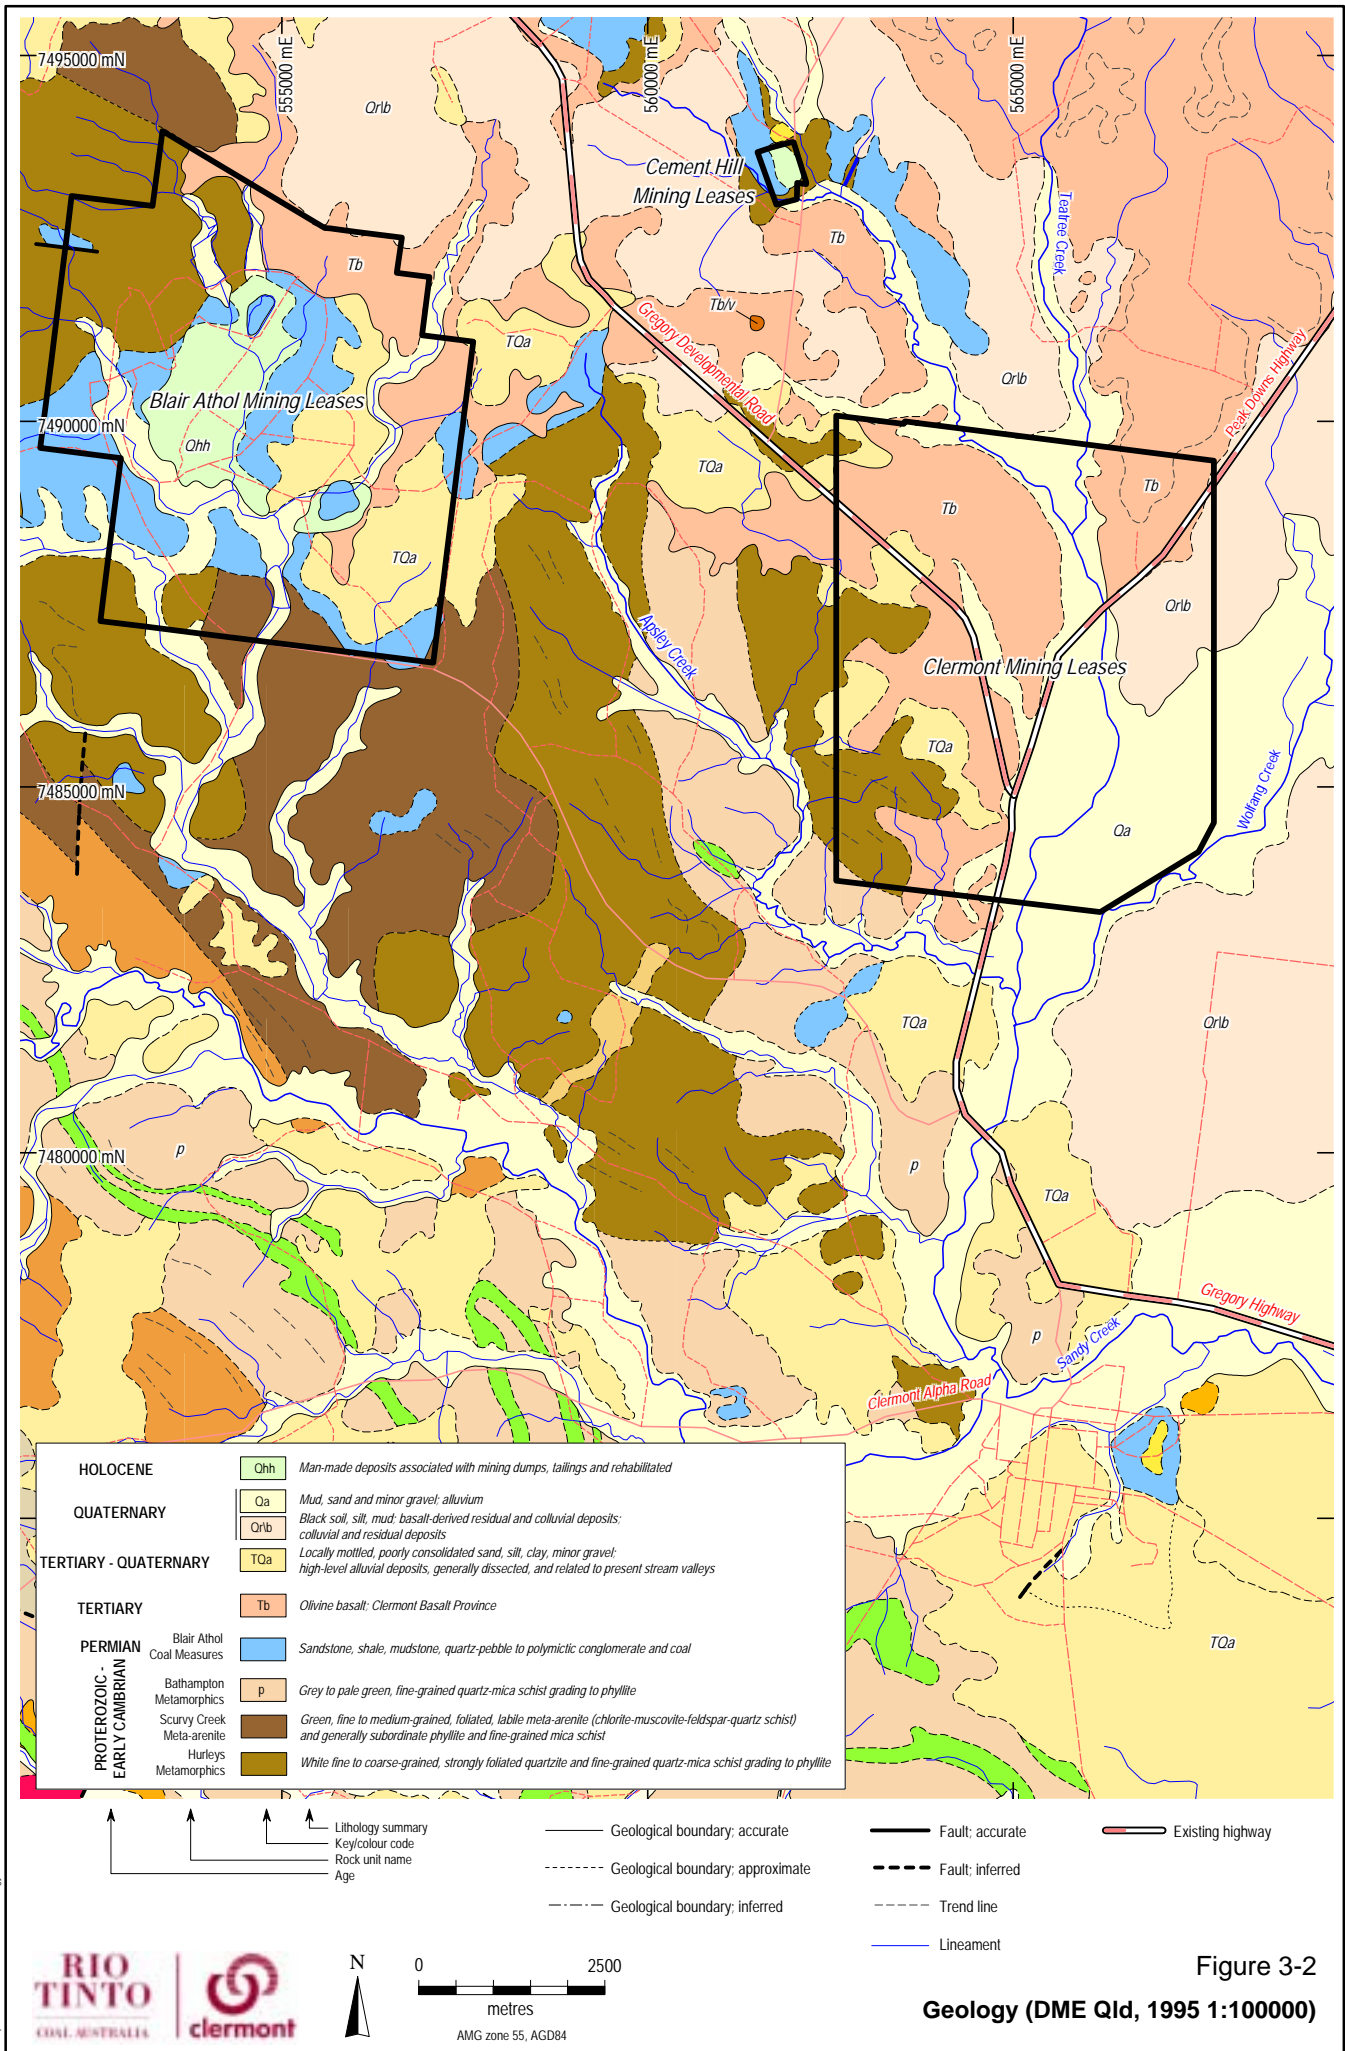 7495000 mN
555000 mE
560000 mE
565000 mE
Qr\b
Cement Hill
Mining Leases
Teatree Creek
Tb
Tb
Tb/v
TQa
Gregory Developmental Road
Qr\b
Peak Downs Highway
Blair Athol Mining Leases
7490000 mN
Qhh
TQa
Tb
Tb
TQa
Qr\b
Apsley Creek
Clermont Mining Leases
TQa
7485000 mN
Qa
Wolfang Creek
TQa
Qr\b
7480000 mN
p
p
TQa
Gregory Highway
p
Sandy Creek
Clermont Alpha Road
TQa
HOLOCENE
Qhh
Man-made deposits associated with mining dumps, tailings and rehabilitated
QUATERNARY
Qa
Mud, sand and minor gravel; alluvium
Qr\b
Black soil, silt, mud; basalt-derived residual and colluvial deposits;
colluvial and residual deposits
TERTIARY - QUATERNARY
TQa
Locally mottled, poorly consolidated sand, silt, clay, minor gravel;
high-level alluvial deposits, generally dissected, and related to present stream valleys
TERTIARY
Tb
Olivine basalt; Clermont Basalt Province
PERMIAN
Blair Athol
Coal Measures
Sandstone, shale, mudstone, quartz-pebble to polymictic conglomerate and coal
PROTEROZOIC -
EARLY CAMBRIAN
Bathampton
Metamorphics
p
Grey to pale green, fine-grained quartz-mica schist grading to phyllite
Scurvy Creek
Meta-arenite
Green, fine to medium-grained, foliated, labile meta-arenite (chlorite-muscovite-feldspar-quartz schist)
and generally subordinate phyllite and fine-grained mica schist
Hurleys
Metamorphics
White fine to coarse-grained, strongly foliated quartzite and fine-grained quartz-mica schist grading to phyllite
Lithology summary
Key/colour code
Rock unit name
Age
Geological boundary; accurate
Geological boundary; approximate
Geological boundary; inferred
Fault; accurate
Fault; inferred
Trend line
Lineament
Existing highway
RIO
TINTO
COAL AUSTRALIA
clermont
N
0
2500
metres
AMG zone 55, AGD84
Figure 3-2
Geology (DME Qld, 1995 1:100000)